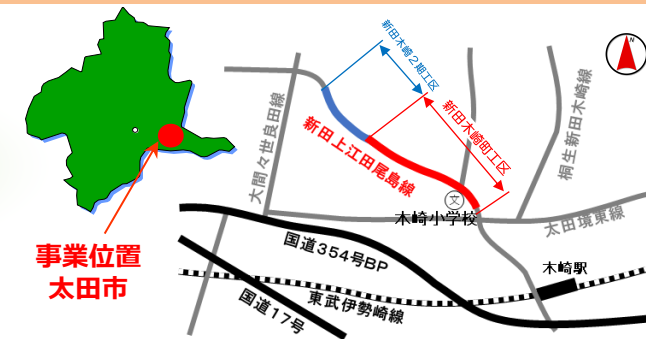 事業位置
太田市
新田木崎2期工区
新田木崎町工区
新田上江田尾島線
大間々世良田線
桐生新田木崎線
N
文
木崎小学校
太田境東線
国道354号BP
木崎駅
東武伊勢崎線
国道17号